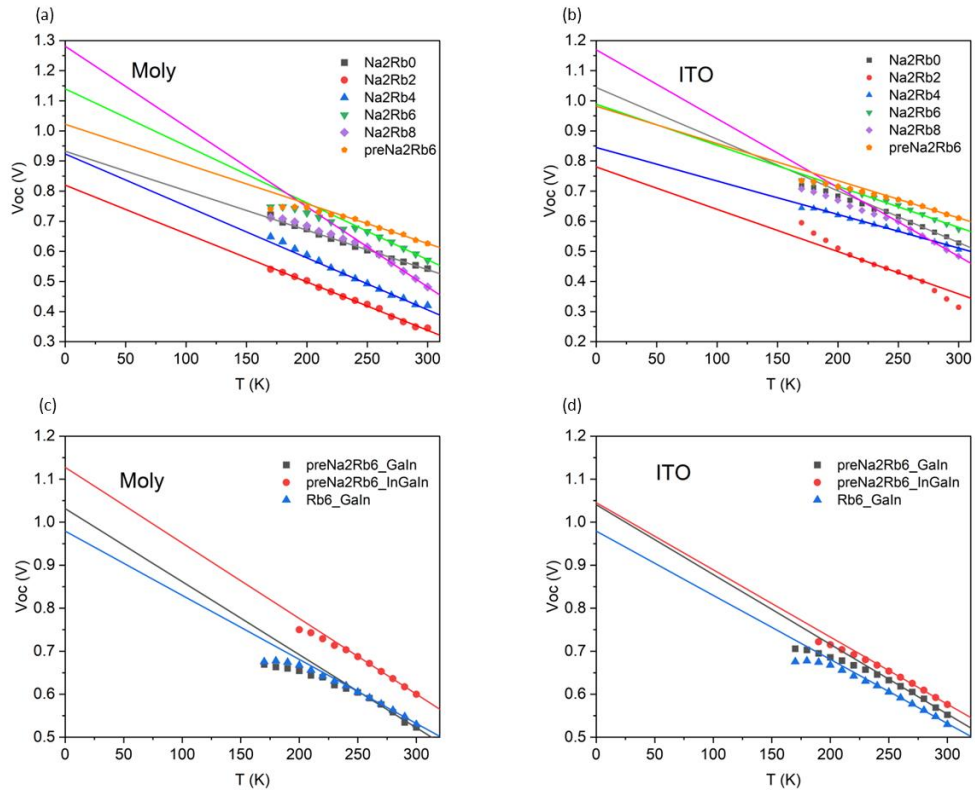 (a)
Moly
Na2Rb0
Na2Rb2
Na2Rb4
Na2Rb6
Na2Rb8
preNa2Rb6
1.3
1.2
1.1
1.0
0.9
0.8
0.7
0.6
0.5
0.4
0.3
Voc (V)
0 50 100 150 200 250 300
T (K)
(b)
ITO
Na2Rb0
Na2Rb2
Na2Rb4
Na2Rb6
Na2Rb8
preNa2Rb6
1.2
1.1
1.0
0.9
0.8
0.7
0.6
0.5
0.4
0.3
0.2
Voc (V)
0 50 100 150 200 250 300
T (K)
(c)
Moly
preNa2Rb6_GaIn
preNa2Rb6_InGaIn
Rb6_GaIn
1.2
1.1
1.0
0.9
0.8
0.7
0.6
0.5
Voc (V)
0 50 100 150 200 250 300
T (K)
(d)
ITO
preNa2Rb6_GaIn
preNa2Rb6_InGaIn
Rb6_GaIn
1.2
1.1
1.0
0.9
0.8
0.7
0.6
0.5
Voc (V)
0 50 100 150 200 250 300
T (K)